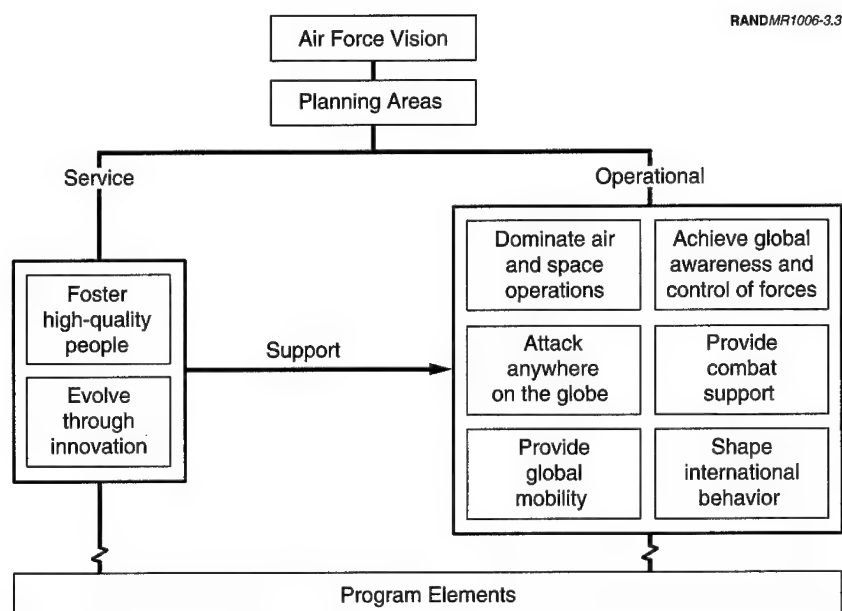 RANDMR1006-3.3
Air Force Vision
Planning Areas
Service
Operational
Foster
high-quality
people
Evolve
through
innovation
Support
Dominate air
and space
operations
Achieve global
awareness and
control of forces
Attack
anywhere
on the globe
Provide
combat
support
Provide
global
mobility
Shape
international
behavior
Program Elements